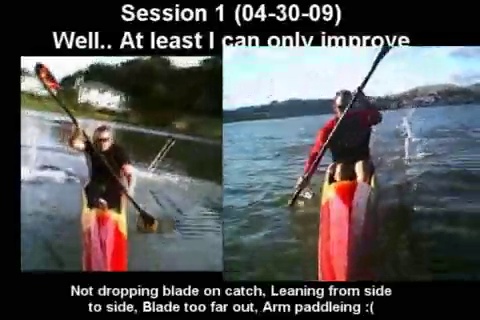 Session 1 (04-30-09)
Well.. At least I can only improve
Not dropping blade on catch, Leaning from side
to side, Blade too far out, Arm paddleing :(